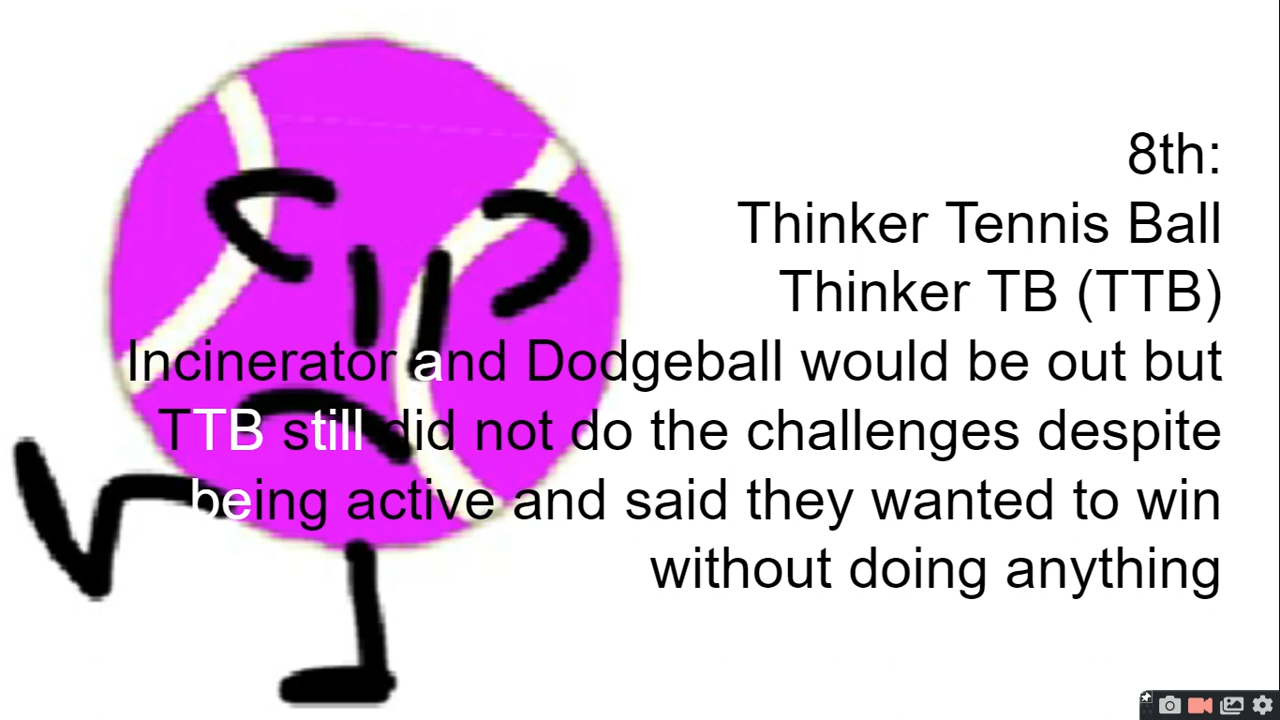 8th:
Thinker Tennis Ball
Thinker TB (TTB)
Incinerator and Dodgeball would be out but
TTB still did not do the challenges despite
being active and said they wanted to win
without doing anything